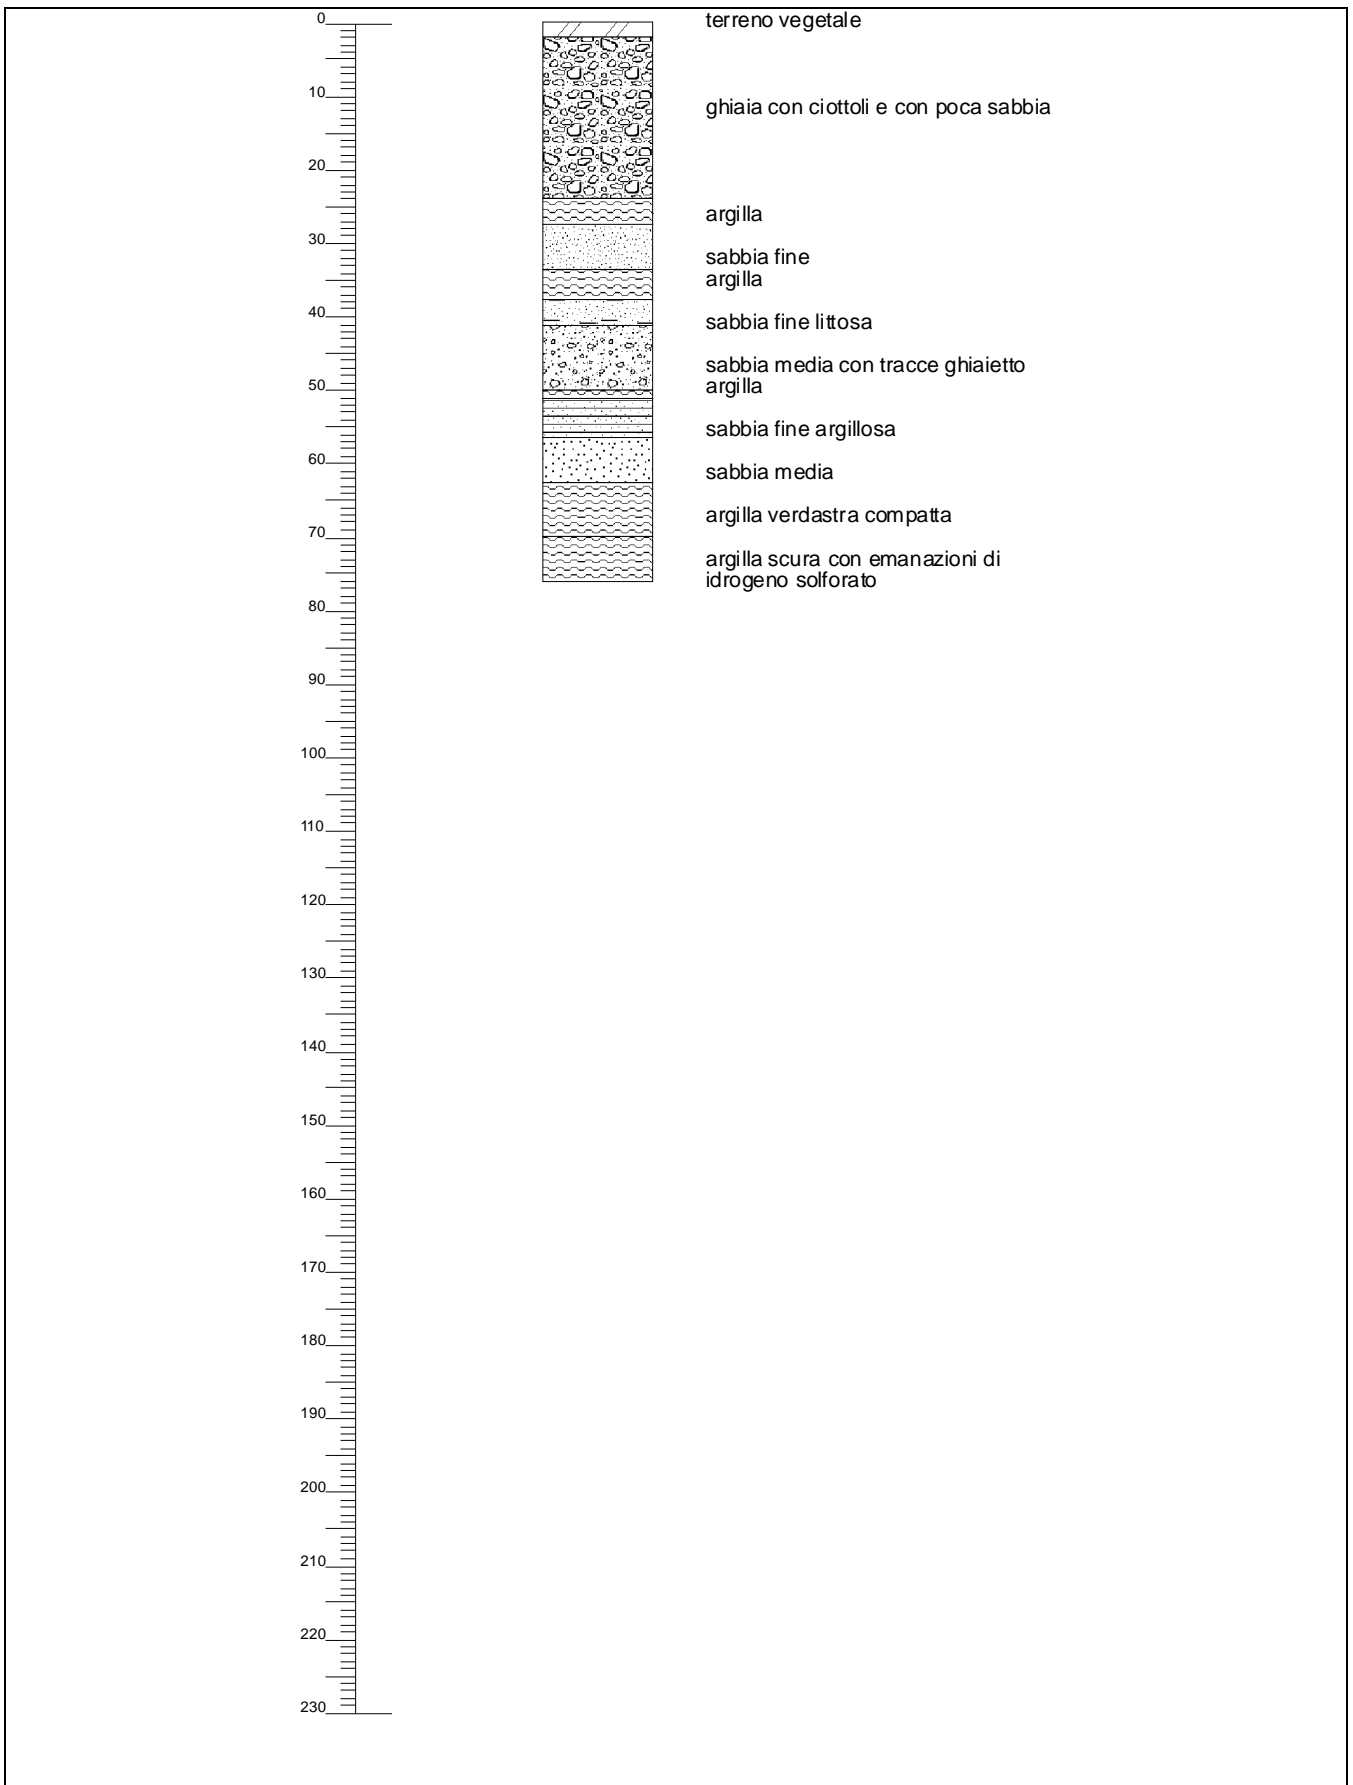 0
terreno vegetale
10
ghiaia con ciottoli e con poca sabbia
20
argilla
30
sabbia fine
argilla
40
sabbia fine littosa
sabbia media con tracce ghiaietto
50
argilla
sabbia fine argillosa
60
sabbia media
argilla verdastra compatta
70
argilla scura con emanazioni di
idrogeno solforato
80
90
100
110
120
130
140
150
160
170
180
190
200
210
220
230